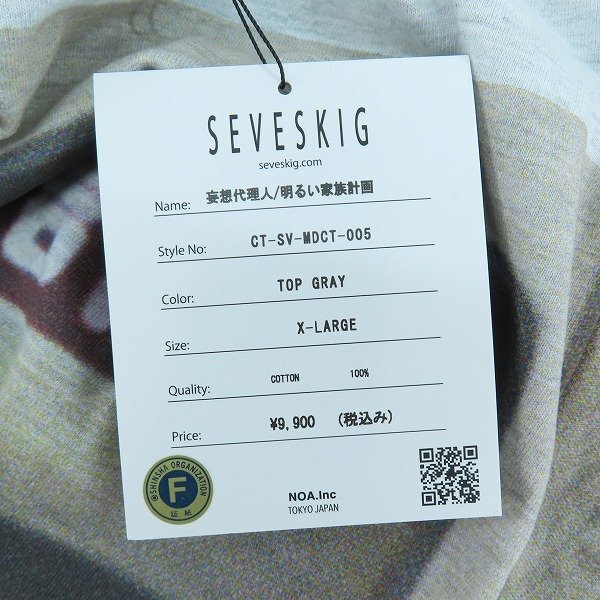 SEVESKIG
seveskig.com
Name: 妄想代理人/明るい家族計画
Style No: CT-SV-MDCT-005
Color: TOP GRAY
Size: X-LARGE
Quality: COTTON 100%
Price: ¥9,900 (税込み)
@SHINSHA ORGANIZATION
F
証紙
NOA.Inc
TOKYO JAPAN